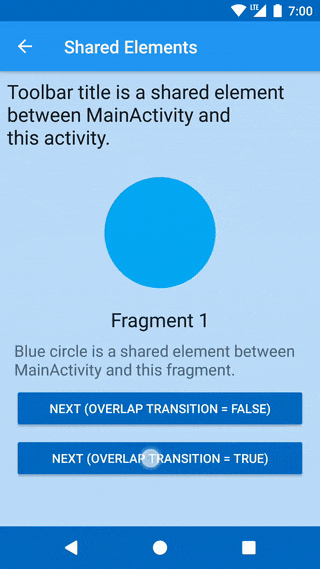 LTE 7:00
Shared Elements
Toolbar title is a shared element
between MainActivity and
this activity.
Fragment 1
Blue circle is a shared element between
MainActivity and this fragment.
NEXT (OVERLAP TRANSITION = FALSE)
NEXT (OVERLAP TRANSITION = TRUE)